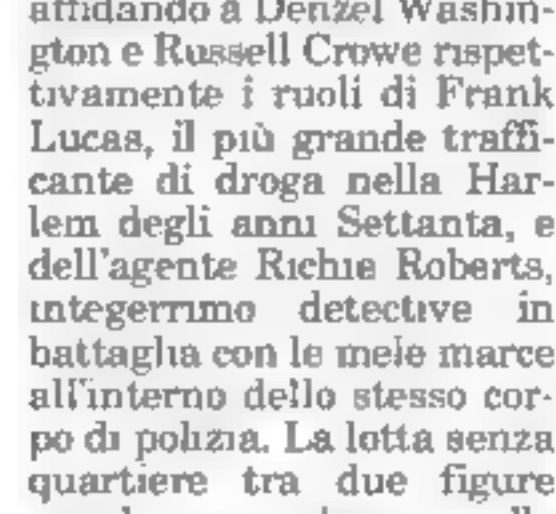 affidando a Denzel Washin-
gton e Russell Crowe rispet-
tivamente i ruoli di Frank
Lucas, il più grande traffi-
cante di droga nella Har-
lem degli anni Settanta, e
dell'agente Richie Roberts,
integerrimo detective in
battaglia con le mele marce
all'interno dello stesso cor-
po di polizia. La lotta senza
quartiere tra due figure